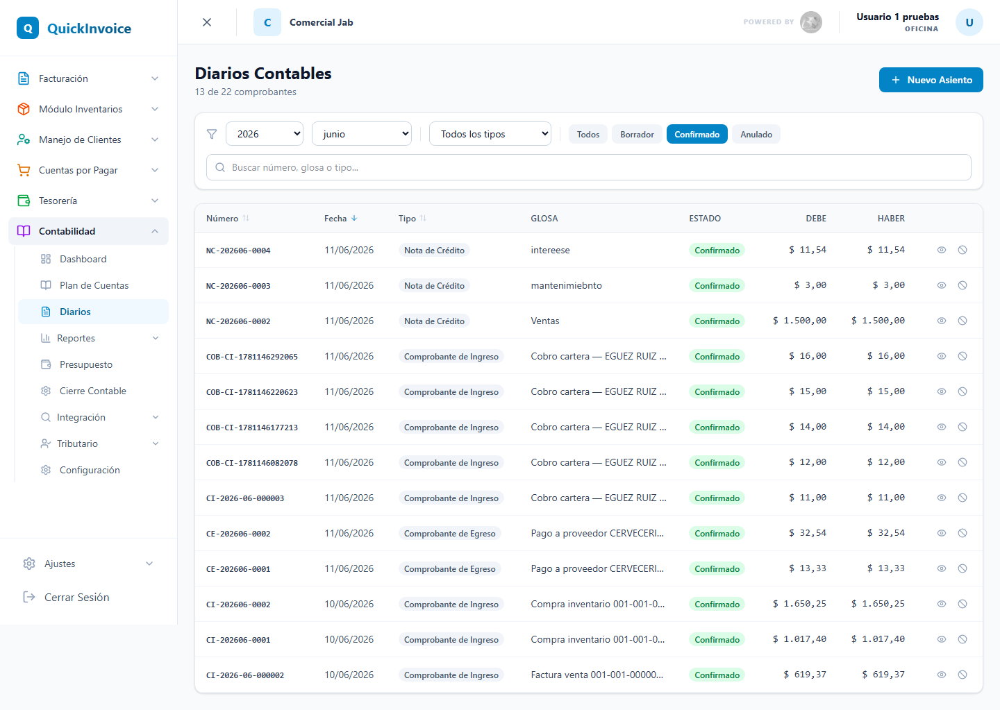 Q QuickInvoice
C Comercial Jab
POWERED BY
Usuario 1 pruebas
OFICINA
U
Facturación
Módulo Inventarios
Manejo de Clientes
Cuentas por Pagar
Tesorería
Contabilidad
Dashboard
Plan de Cuentas
Diarios
Reportes
Presupuesto
Cierre Contable
Integración
Tributario
Configuración
Ajustes
Cerrar Sesión
Diarios Contables
13 de 22 comprobantes
+ Nuevo Asiento
2026 junio Todos los tipos Todos Borrador Confirmado Anulado
Buscar número, glosa o tipo...
Número Fecha Tipo GLOSA ESTADO DEBE HABER
NC-202606-0004 11/06/2026 Nota de Crédito intereese Confirmado $ 11,54 $ 11,54
NC-202606-0003 11/06/2026 Nota de Crédito mantenimiebnto Confirmado $ 3,00 $ 3,00
NC-202606-0002 11/06/2026 Nota de Crédito Ventas Confirmado $ 1.500,00 $ 1.500,00
COB-CI-1781146292065 11/06/2026 Comprobante de Ingreso Cobro cartera — EGUEZ RUIZ ... Confirmado $ 16,00 $ 16,00
COB-CI-1781146220623 11/06/2026 Comprobante de Ingreso Cobro cartera — EGUEZ RUIZ ... Confirmado $ 15,00 $ 15,00
COB-CI-1781146177213 11/06/2026 Comprobante de Ingreso Cobro cartera — EGUEZ RUIZ ... Confirmado $ 14,00 $ 14,00
COB-CI-1781146082078 11/06/2026 Comprobante de Ingreso Cobro cartera — EGUEZ RUIZ ... Confirmado $ 12,00 $ 12,00
CI-2026-06-000003 11/06/2026 Comprobante de Ingreso Cobro cartera — EGUEZ RUIZ ... Confirmado $ 11,00 $ 11,00
CE-202606-0002 11/06/2026 Comprobante de Egreso Pago a proveedor CERVECERI... Confirmado $ 32,54 $ 32,54
CE-202606-0001 11/06/2026 Comprobante de Egreso Pago a proveedor CERVECERI... Confirmado $ 13,33 $ 13,33
CI-202606-0002 10/06/2026 Comprobante de Ingreso Compra inventario 001-001-0... Confirmado $ 1.650,25 $ 1.650,25
CI-202606-0001 10/06/2026 Comprobante de Ingreso Compra inventario 001-001-0... Confirmado $ 1.017,40 $ 1.017,40
CI-2026-06-000002 10/06/2026 Comprobante de Ingreso Factura venta 001-001-00000... Confirmado $ 619,37 $ 619,37